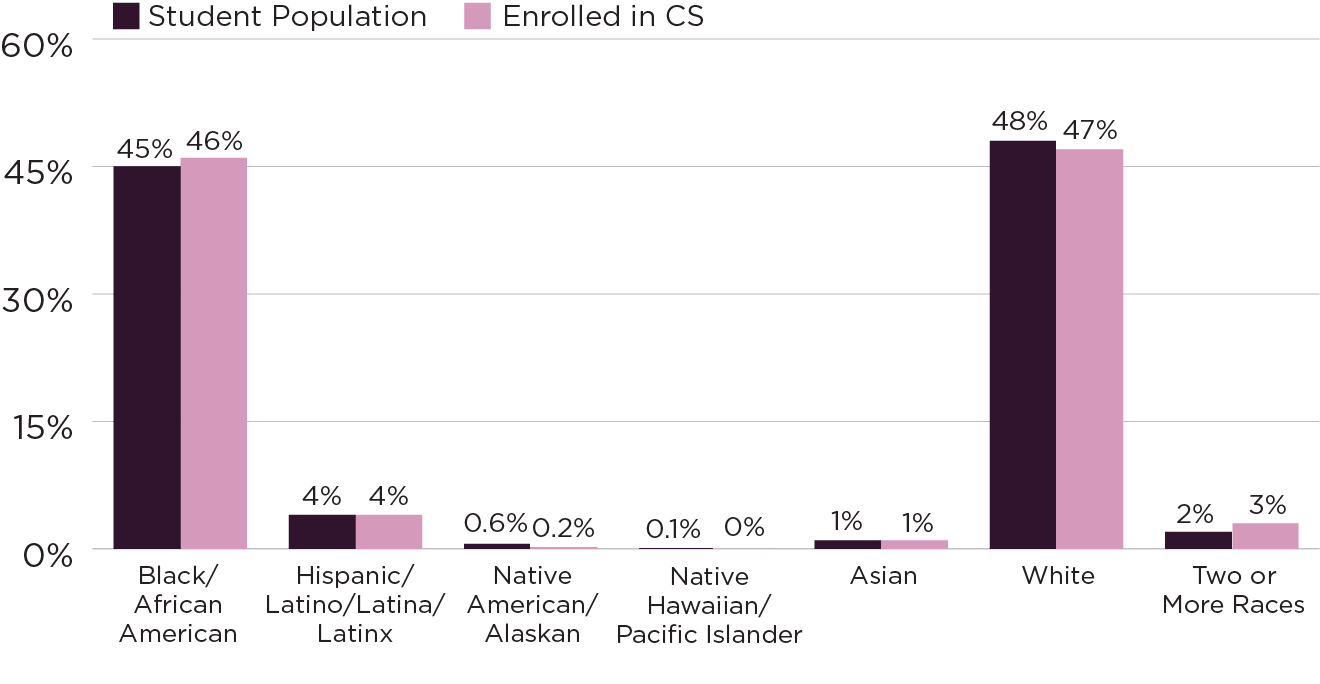 Student Population Enrolled in CS
60%
45%
30%
15%
0%
45% 46%
4% 4%
0.6% 0.2%
0.1% 0%
1% 1%
48% 47%
2% 3%
Black/
African
American
Hispanic/
Latino/Latina/
Latinx
Native
American/
Alaskan
Native
Hawaiian/
Pacific Islander
Asian
White
Two or
More Races